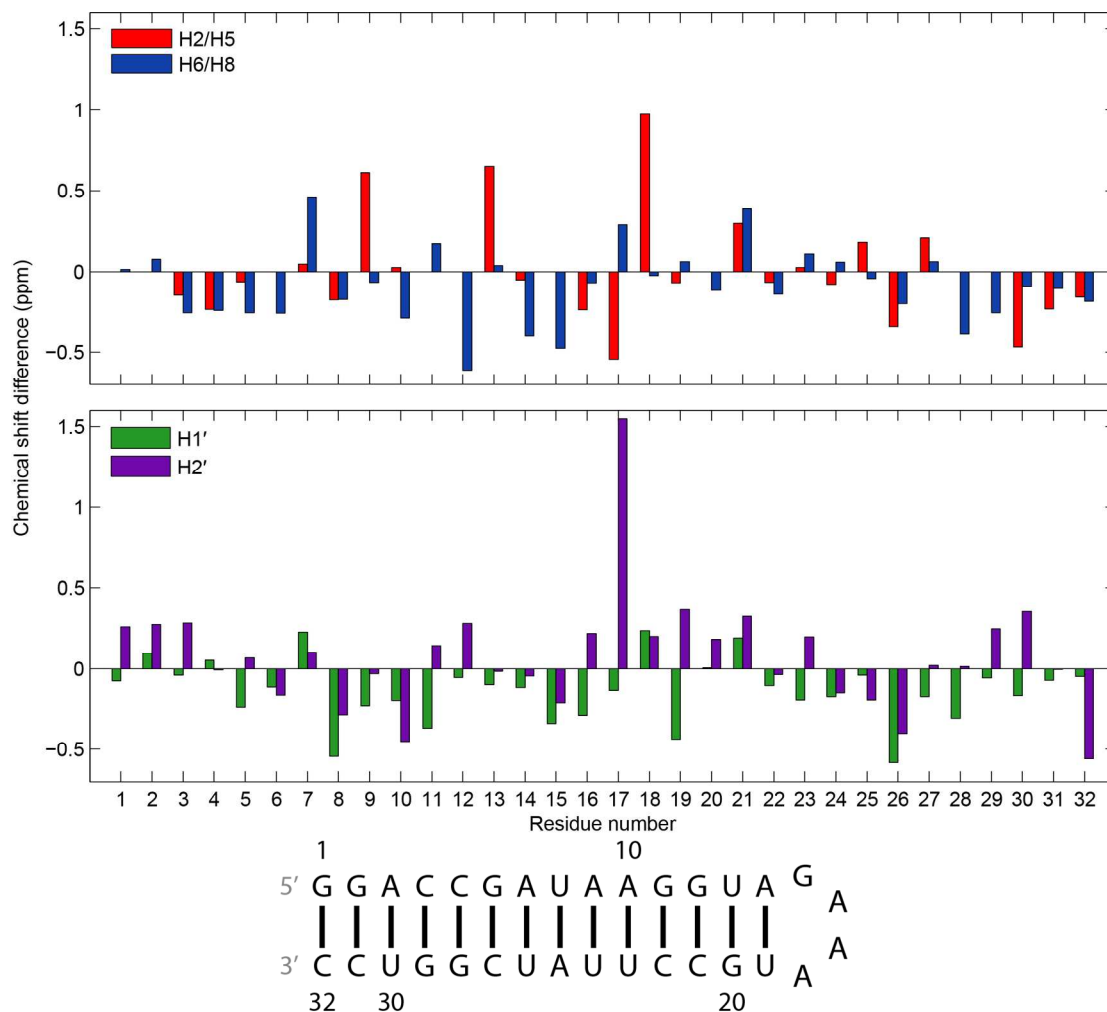 1.5
H2/H5
H6/H8
1
0.5
0
−0.5
Chemical shift difference (ppm)
1.5
H1′
H2′
1
0.5
0
−0.5
1 2 3 4 5 6 7 8 9 10 11 12 13 14 15 16 17 18 19 20 21 22 23 24 25 26 27 28 29 30 31 32
Residue number
1 10
5′ G G A C C G A U A A G G U A G
A
A
3′ C C U G G C U A U U C C G U A
32 30 20